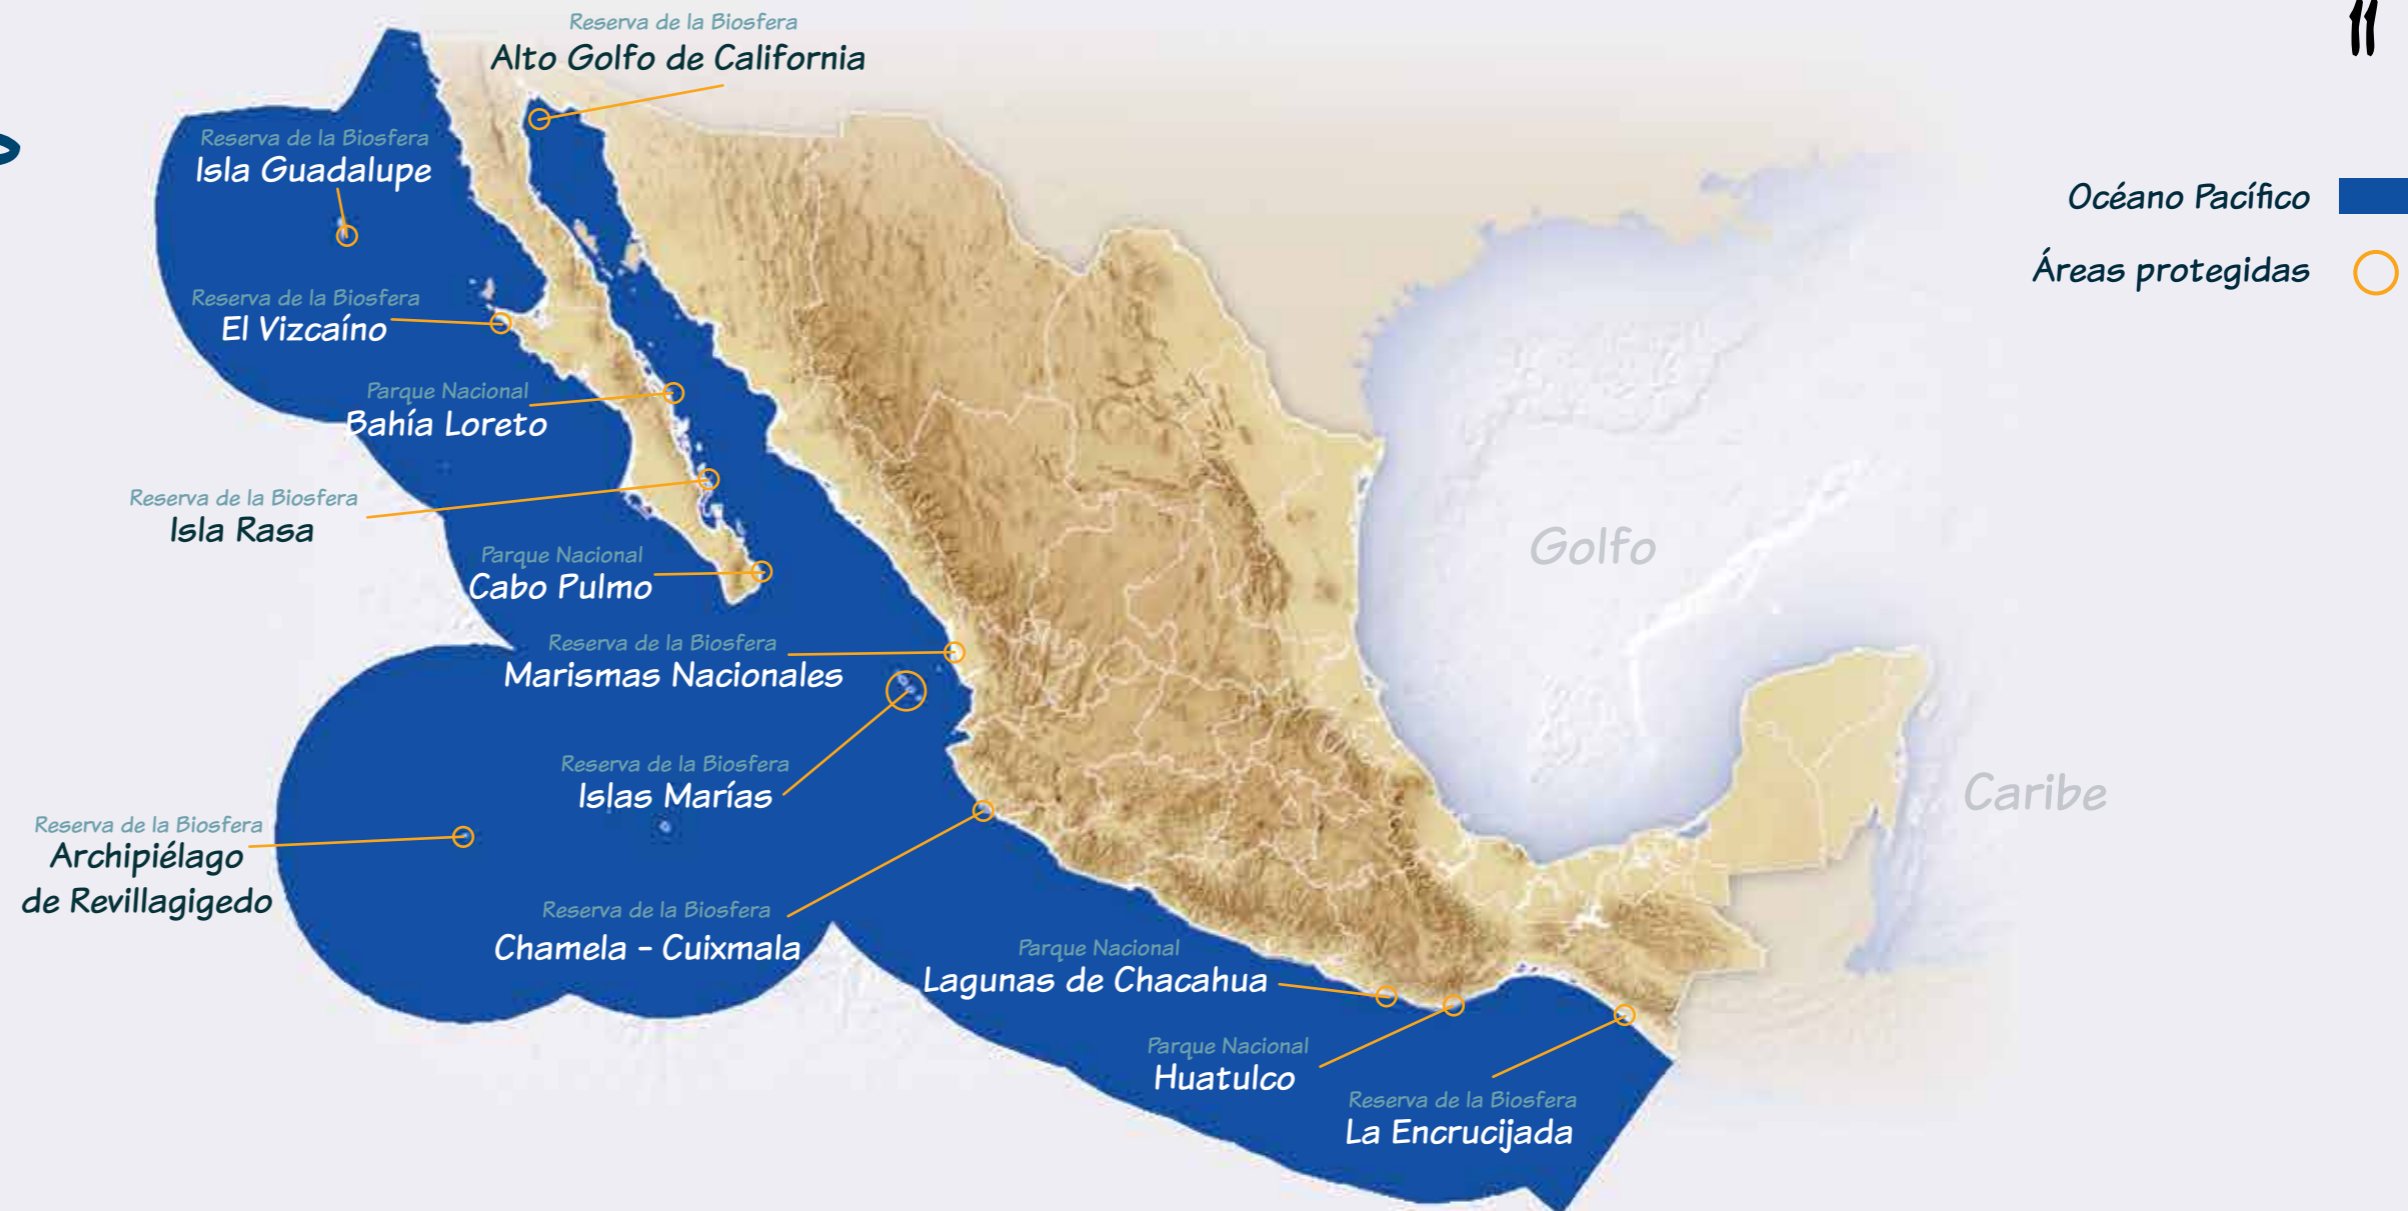 11
Reserva de la Biosfera
Alto Golfo de California
Reserva de la Biosfera
Isla Guadalupe
Océano Pacífico
Áreas protegidas
Reserva de la Biosfera
El Vizcaíno
Parque Nacional
Bahía Loreto
Reserva de la Biosfera
Isla Rasa
Golfo
Parque Nacional
Cabo Pulmo
Reserva de la Biosfera
Marismas Nacionales
Reserva de la Biosfera
Islas Marías
Caribe
Reserva de la Biosfera
Archipiélago
de Revillagigedo
Reserva de la Biosfera
Chamela - Cuixmala
Parque Nacional
Lagunas de Chacahua
Parque Nacional
Huatulco
Reserva de la Biosfera
La Encrucijada